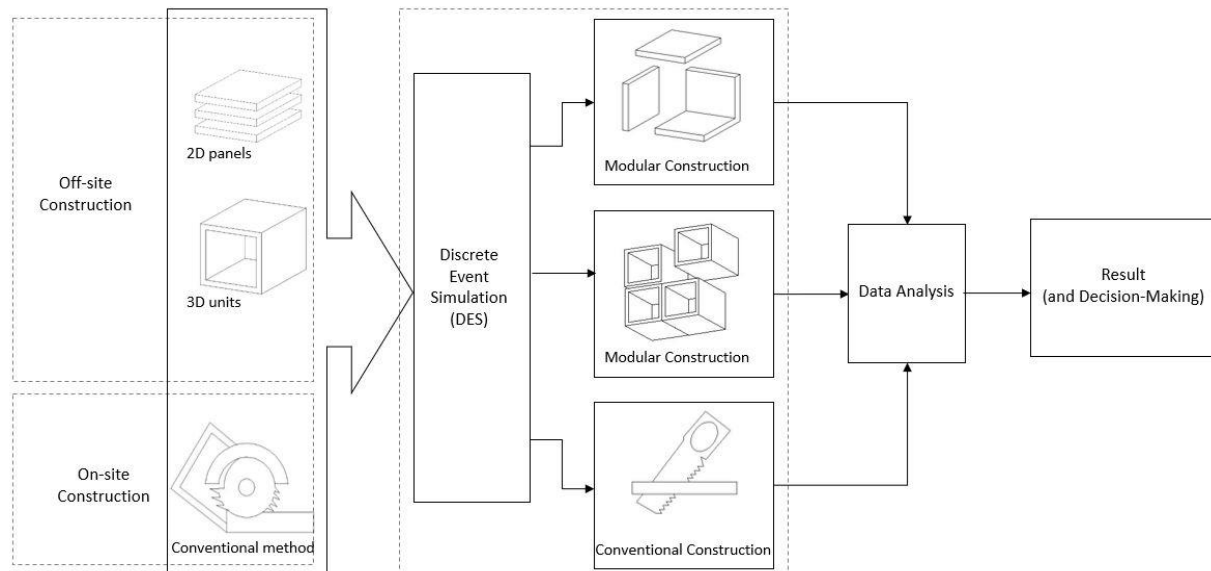 2D panels
Off-site
Construction
3D units
On-site
Construction
Conventional method
Discrete
Event
Simulation
(DES)
Modular Construction
Modular Construction
Conventional Construction
Data Analysis
Result
(and Decision-Making)